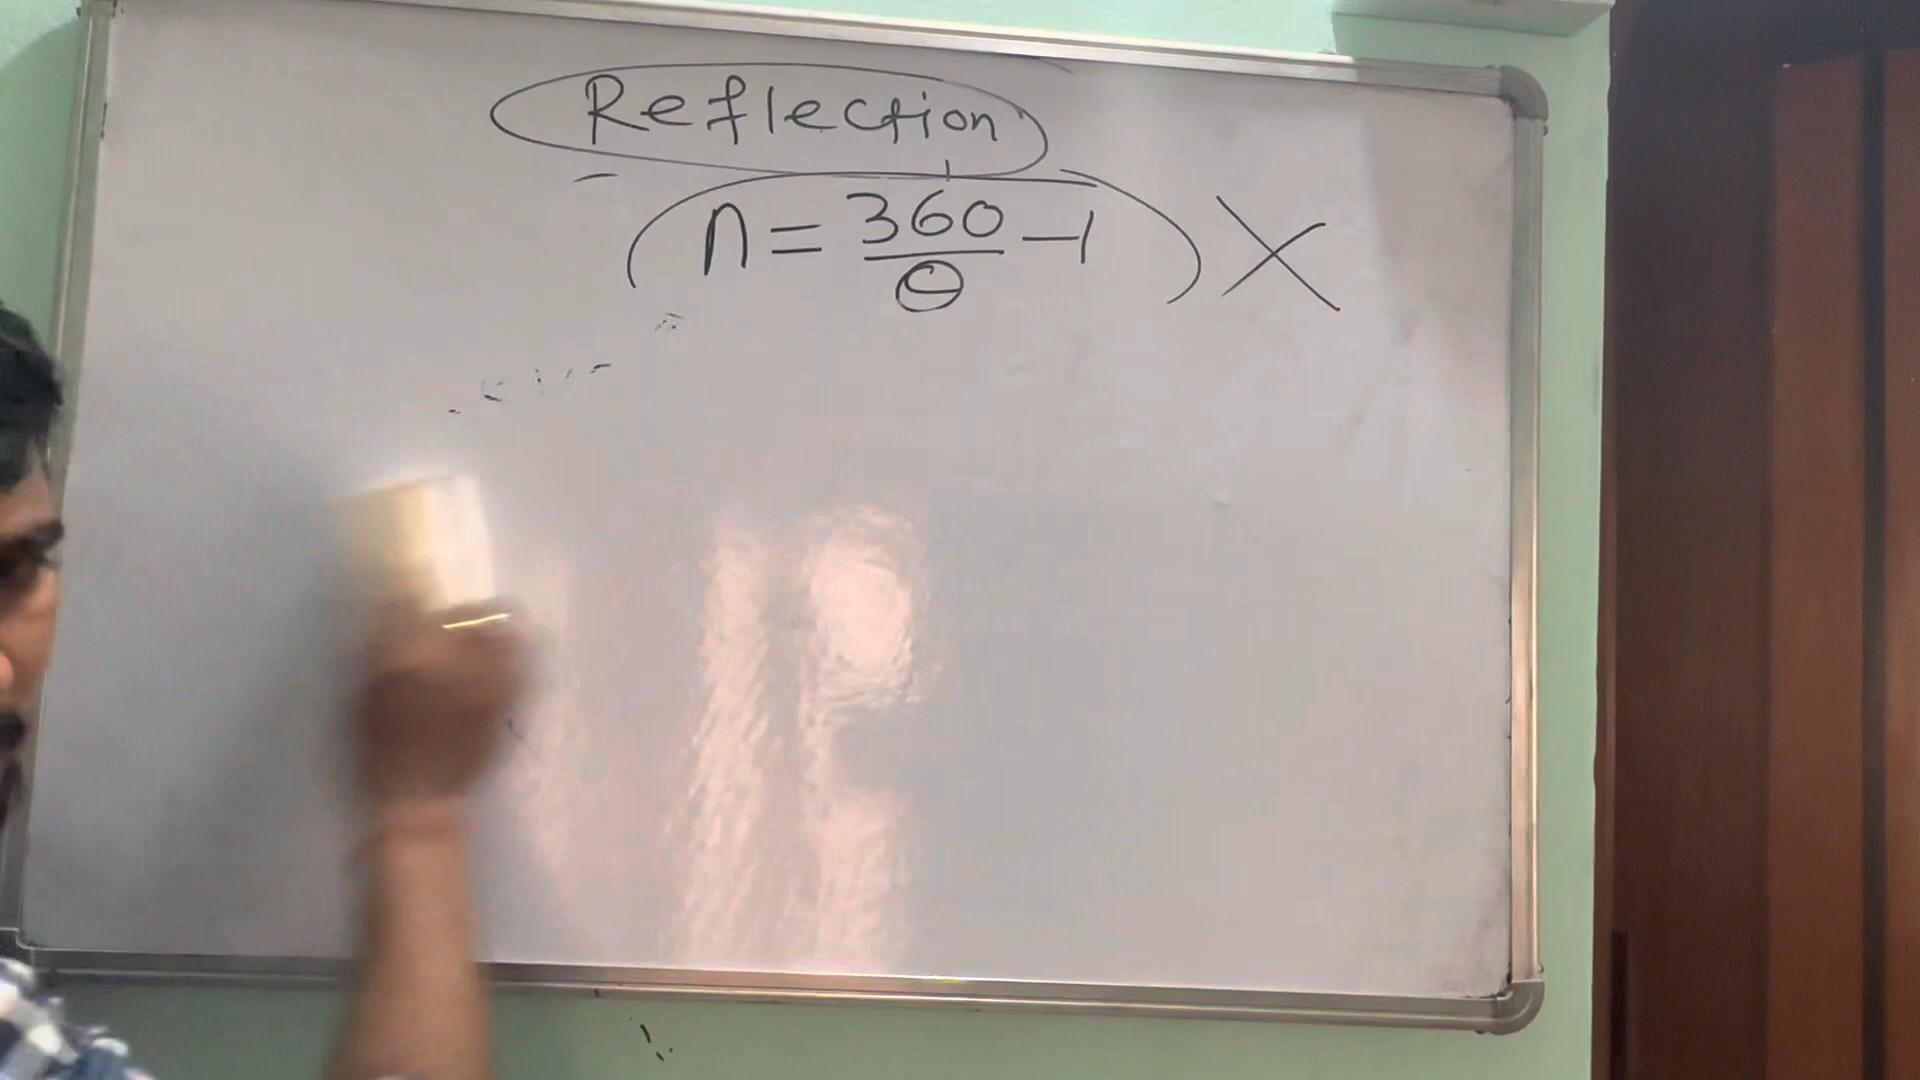 Reflection
(n = 360/θ - 1) X